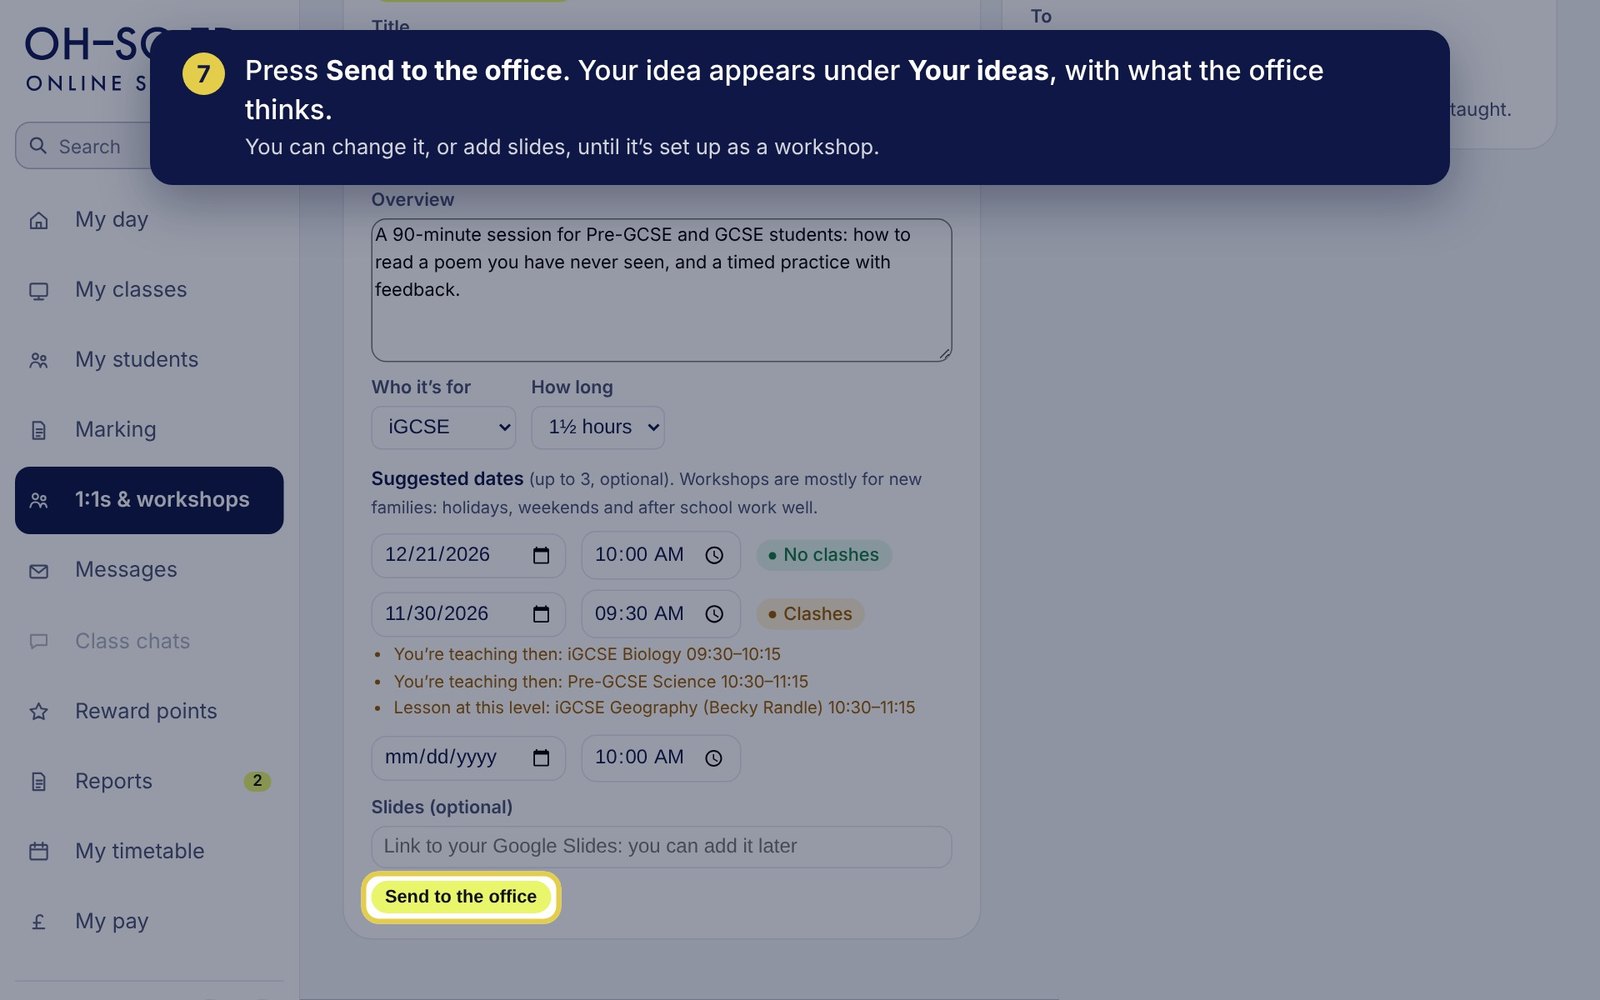 OH-SO
ONLINE S
Search
My day
My classes
My students
Marking
1:1s & workshops
Messages
Class chats
Reward points
Reports 2
My timetable
£ My pay
Title
To
7 Press Send to the office. Your idea appears under Your ideas, with what the office
thinks.
You can change it, or add slides, until it’s set up as a workshop.
taught.
Overview
A 90-minute session for Pre-GCSE and GCSE students: how to
read a poem you have never seen, and a timed practice with
feedback.
Who it’s for How long
iGCSE 1½ hours
Suggested dates (up to 3, optional). Workshops are mostly for new
families: holidays, weekends and after school work well.
12/21/2026 10:00 AM • No clashes
11/30/2026 09:30 AM • Clashes
• You’re teaching then: iGCSE Biology 09:30–10:15
• You’re teaching then: Pre-GCSE Science 10:30–11:15
• Lesson at this level: iGCSE Geography (Becky Randle) 10:30–11:15
mm/dd/yyyy 10:00 AM
Slides (optional)
Link to your Google Slides: you can add it later
Send to the office